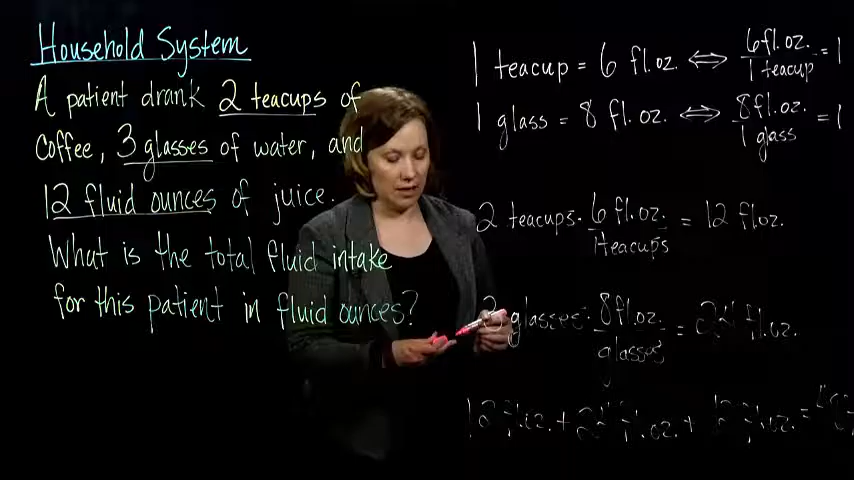 Household System
A patient drank 2 teacups of
coffee, 3 glasses of water, and
12 fluid ounces of juice.
What is the total fluid intake
for this patient in fluid ounces?
1 teacup = 6 fl.oz. ⇔ 6fl.oz. / 1 teacup = 1
1 glass = 8 fl.oz. ⇔ 8fl.oz. / 1 glass = 1
2 teacups · 6 fl.oz. / 1 teacups = 12 fl.oz.
3 glasses · 8 fl.oz. / glasses = 24 fl.oz.
12 fl.oz. + 24 fl.oz. + 12 fl.oz. =